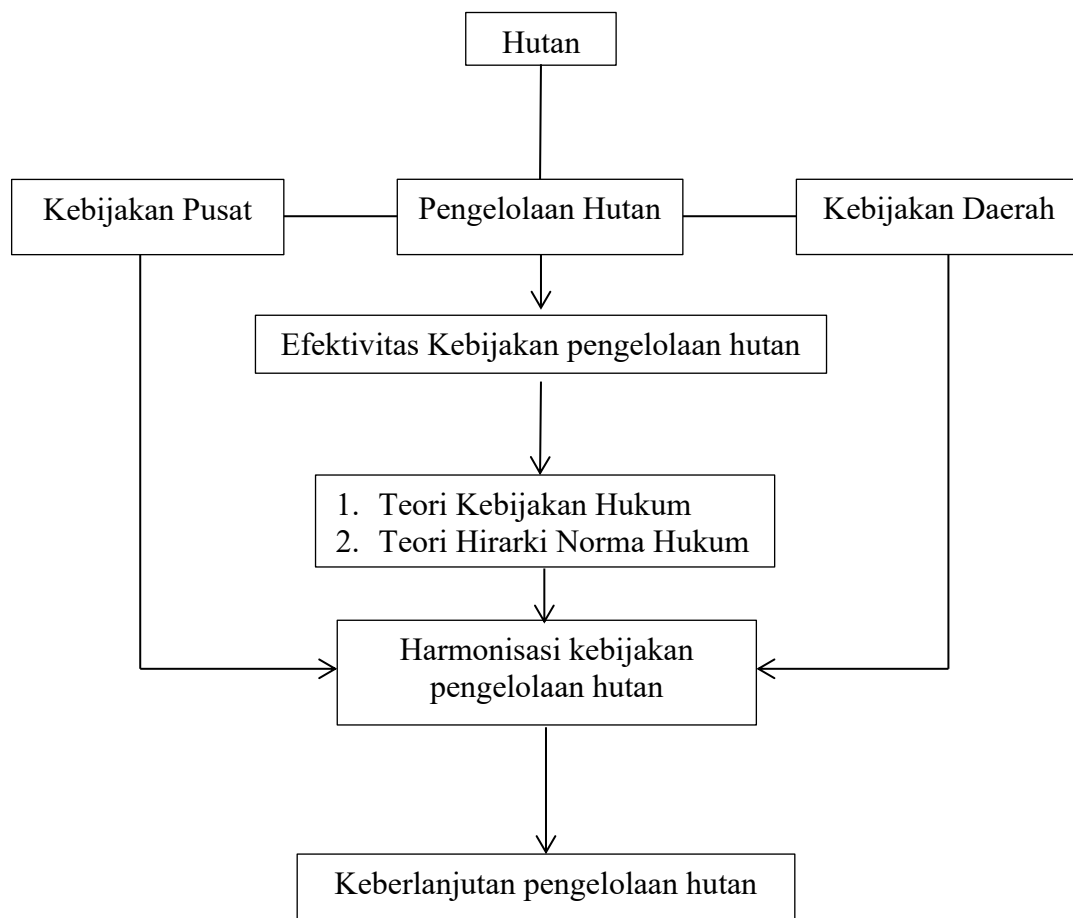 Hutan
Kebijakan Pusat
Pengelolaan Hutan
Kebijakan Daerah
Efektivitas Kebijakan pengelolaan hutan
1. Teori Kebijakan Hukum
2. Teori Hirarki Norma Hukum
Harmonisasi kebijakan
pengelolaan hutan
Keberlanjutan pengelolaan hutan